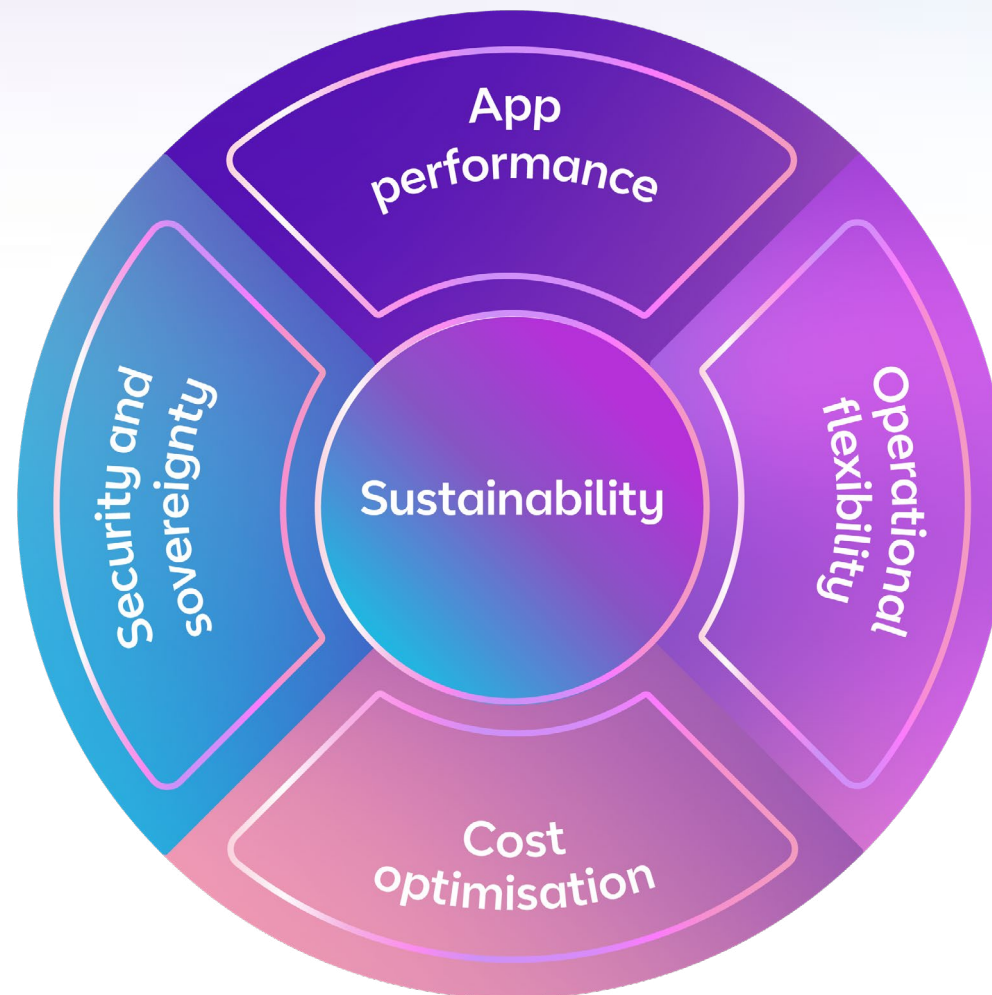 App
performance
Security and
sovereignty
Sustainability
Operational
flexibility
Cost
optimisation